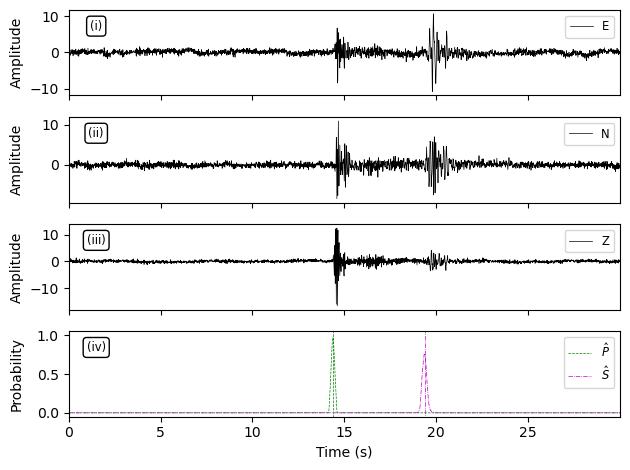 10
(i)
E
0
Amplitude
−10
10
(ii)
N
0
Amplitude
10
(iii)
Z
0
Amplitude
−10
1.0
(iv)
P̂
0.5
Ŝ
Probability
0.0
0 5 10 15 20 25
Time (s)